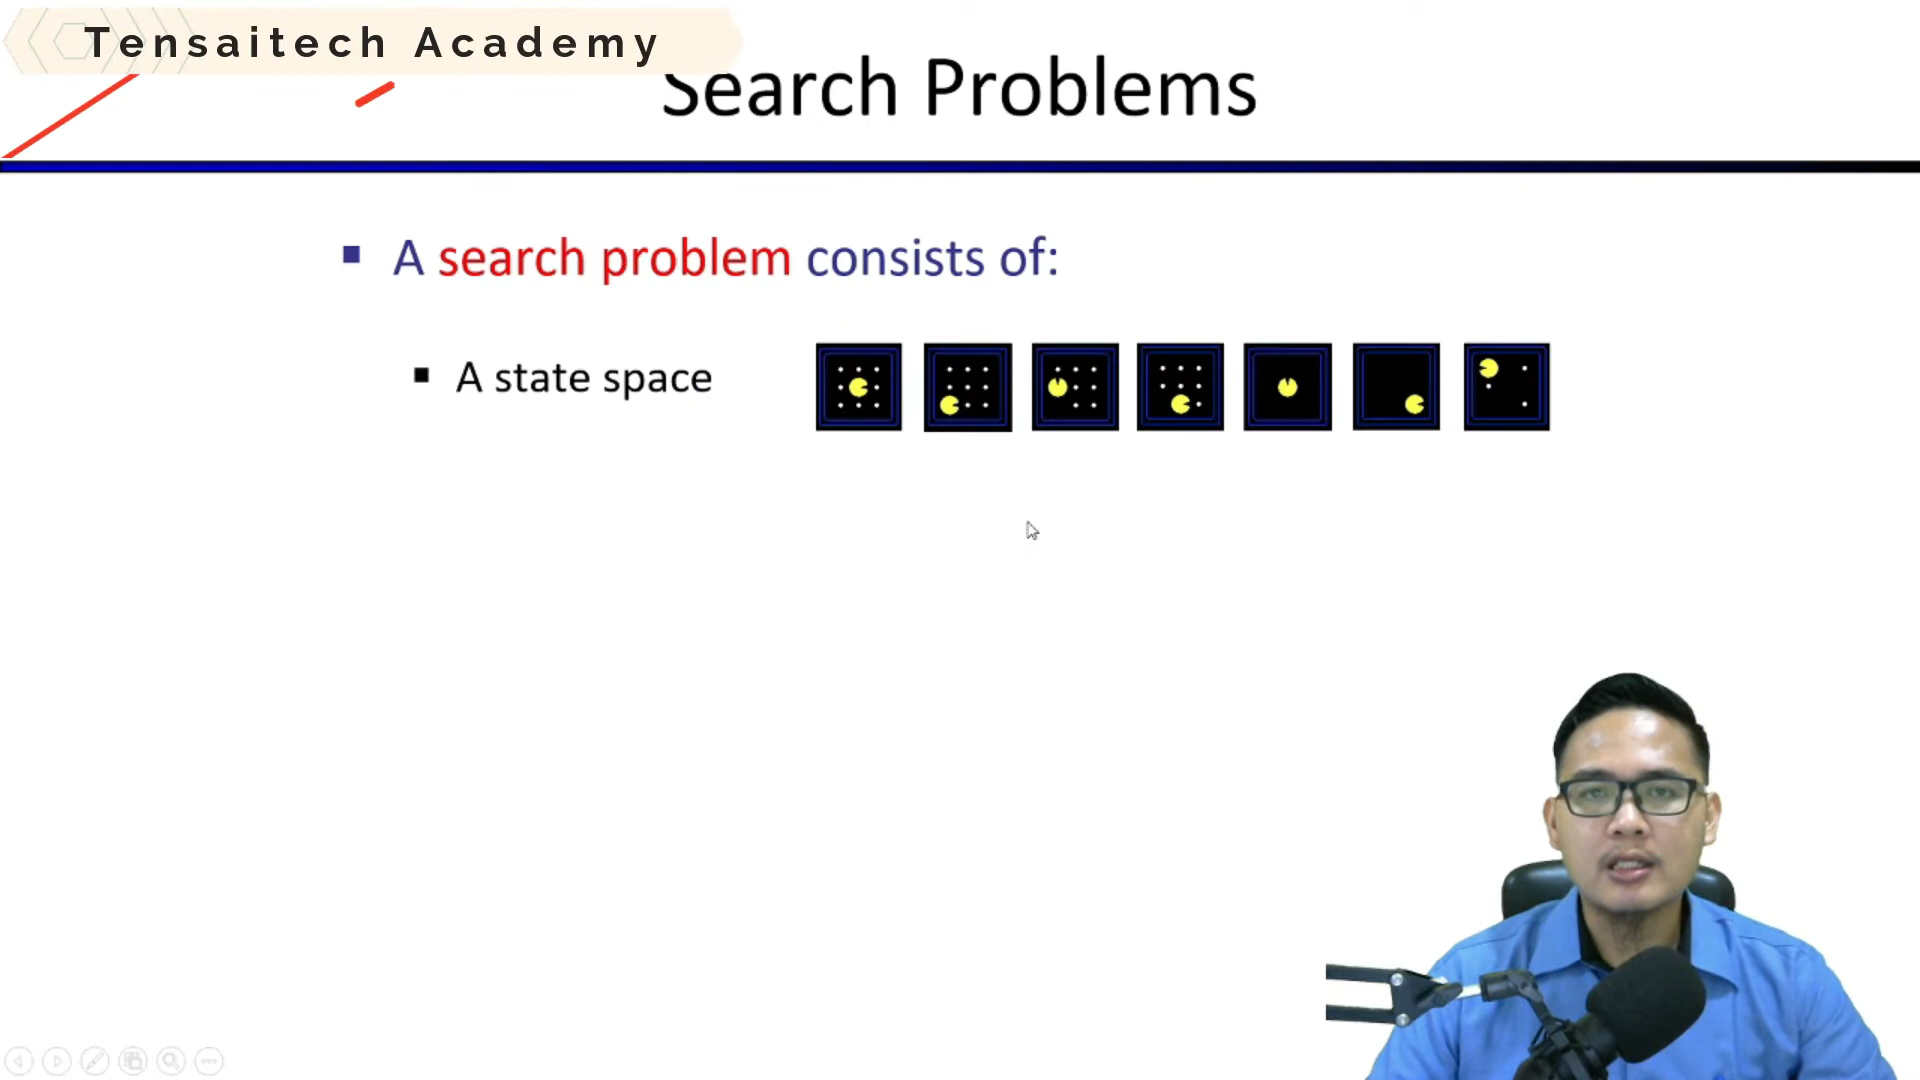 Tensaitech Academy
Search Problems
A search problem consists of:
A state space